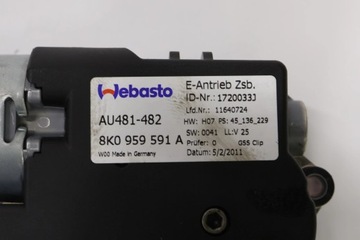 Webasto
E-Antrieb Zsb.
ID-Nr.: 1720033J
Lfd.Nr.: 11640724
AU481-482
HW: H07 PS: 45_136_229
8K0 959 591 A
SW: 0041 LL:V 25
Prüfer: 0 GSS Clip
W00 Made in Germany
Datum: 5/2/2011